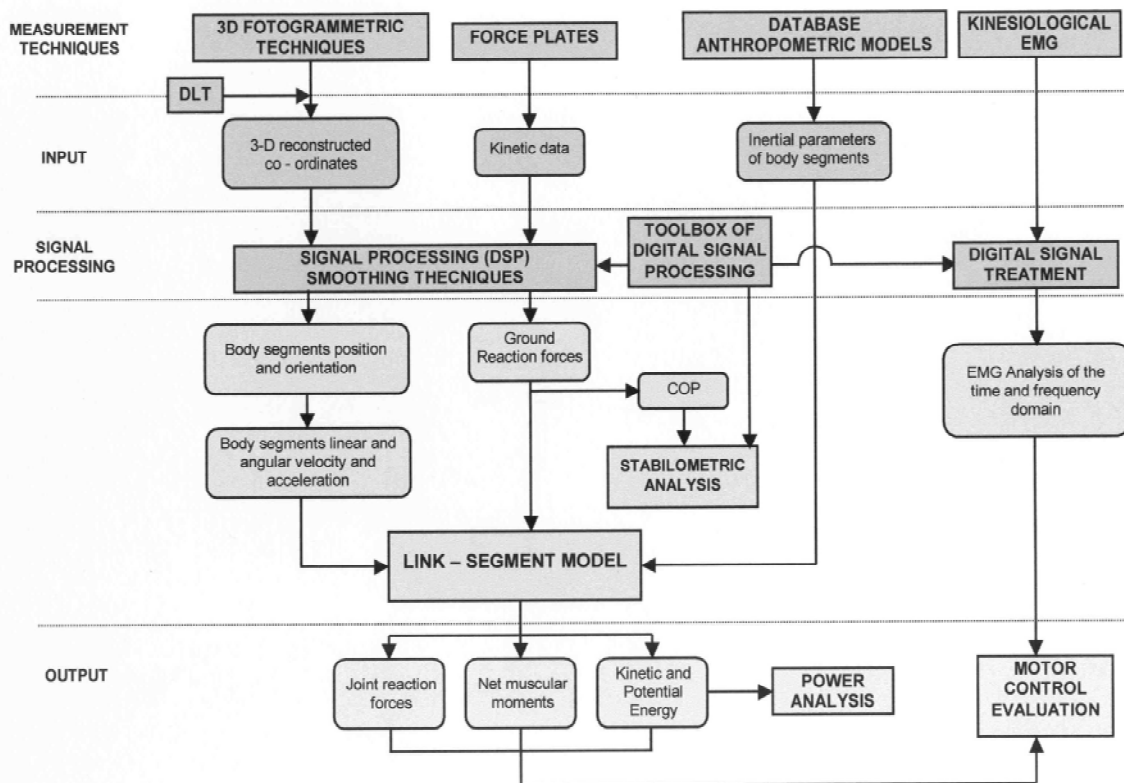 MEASUREMENT
TECHNIQUES
3D FOTOGRAMMETRIC
TECHNIQUES
FORCE PLATES
DATABASE
ANTHROPOMETRIC MODELS
KINESIOLOGICAL
EMG
DLT
INPUT
3-D reconstructed
co - ordinates
Kinetic data
Inertial parameters
of body segments
SIGNAL
PROCESSING
SIGNAL PROCESSING (DSP)
SMOOTHING THECNIQUES
TOOLBOX OF
DIGITAL SIGNAL
PROCESSING
DIGITAL SIGNAL
TREATMENT
Body segments position
and orientation
Ground
Reaction forces
COP
EMG Analysis of the
time and frequency
domain
Body segments linear and
angular velocity and
acceleration
STABILOMETRIC
ANALYSIS
LINK – SEGMENT MODEL
OUTPUT
Joint reaction
forces
Net muscular
moments
Kinetic and
Potential
Energy
POWER
ANALYSIS
MOTOR
CONTROL
EVALUATION